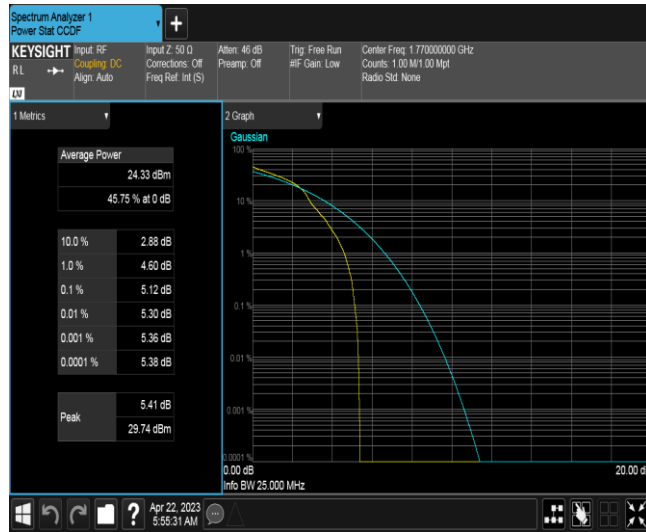 Spectrum Analyzer 1
Power Stat CCDF
+
KEYSIGHT
RL
LXI
Input: RF
Coupling: DC
Align: Auto
Input Z: 50 Ω
Corrections: Off
Freq Ref: Int (S)
Atten: 46 dB
Preamp: Off
Trig: Free Run
#IF Gain: Low
Center Freq: 1.770000000 GHz
Counts: 1.00 M/1.00 Mpt
Radio Std: None
1 Metrics
Average Power
24.33 dBm
45.75 % at 0 dB
10.0 % 2.88 dB
1.0 % 4.60 dB
0.1 % 5.12 dB
0.01 % 5.30 dB
0.001 % 5.36 dB
0.0001 % 5.38 dB
Peak
5.41 dB
29.74 dBm
2 Graph
Gaussian
100 %
10 %
1 %
0.1 %
0.01 %
0.001 %
0.0001 %
0.00 dB
20.00 d
Info BW 25.000 MHz
?
Apr 22, 2023
5:55:31 AM